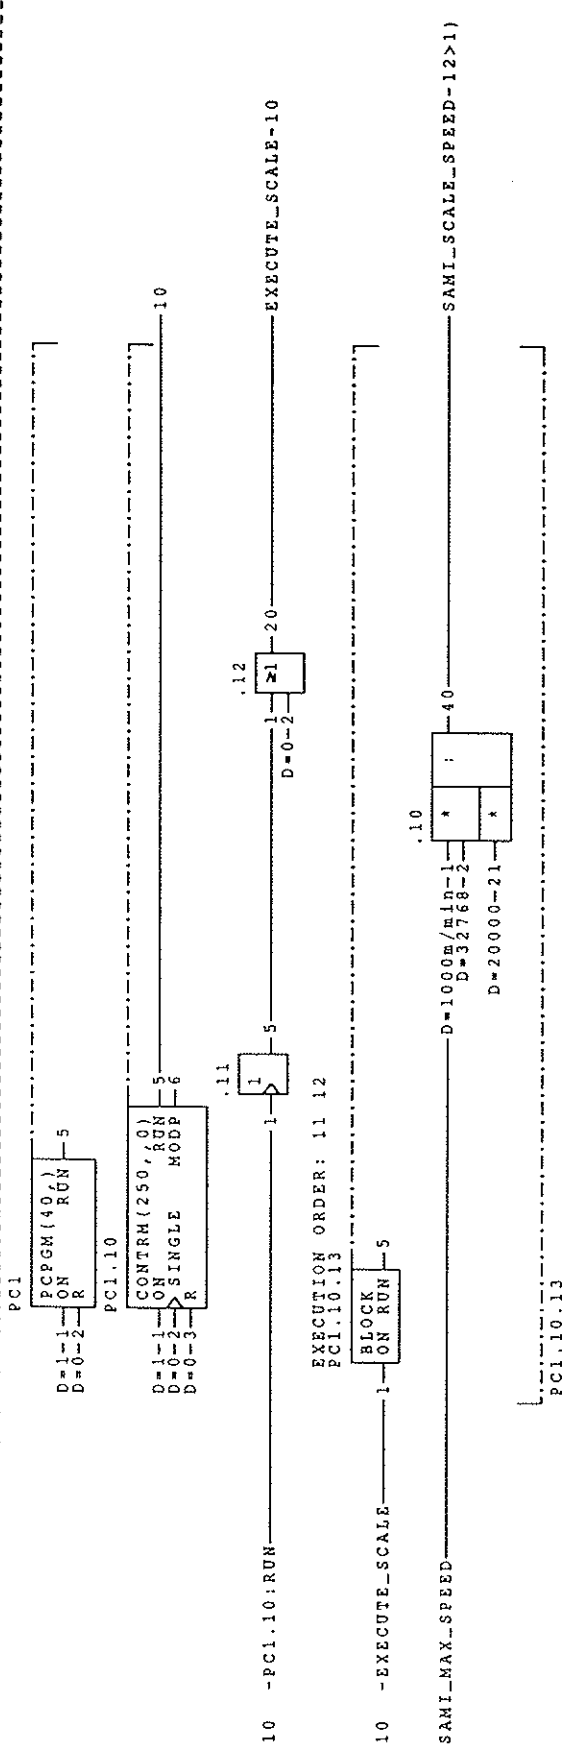 PC1
PCPGM(40,)
D=1-1 ON RUN 5
D=0-2 R
PC1.10
CONTRM(250,,0)
D=1-1 ON RUN 5 10
D=0-2 SINGLE MODP 6
D=0-3 R
.11
.12
10 -PC1.10:RUN 1 1 5 1 ≥1 20 EXECUTE_SCALE-10
D=0-2
EXECUTION ORDER: 11 12
PC1.10.13
BLOCK
10 -EXECUTE_SCALE 1 ON RUN 5
.10
SAMI_MAX_SPEED D=1000m/min-1 * : 40 SAMI_SCALE_SPEED-12>1)
D=32768-2
D=20000-21 *
PC1.10.13